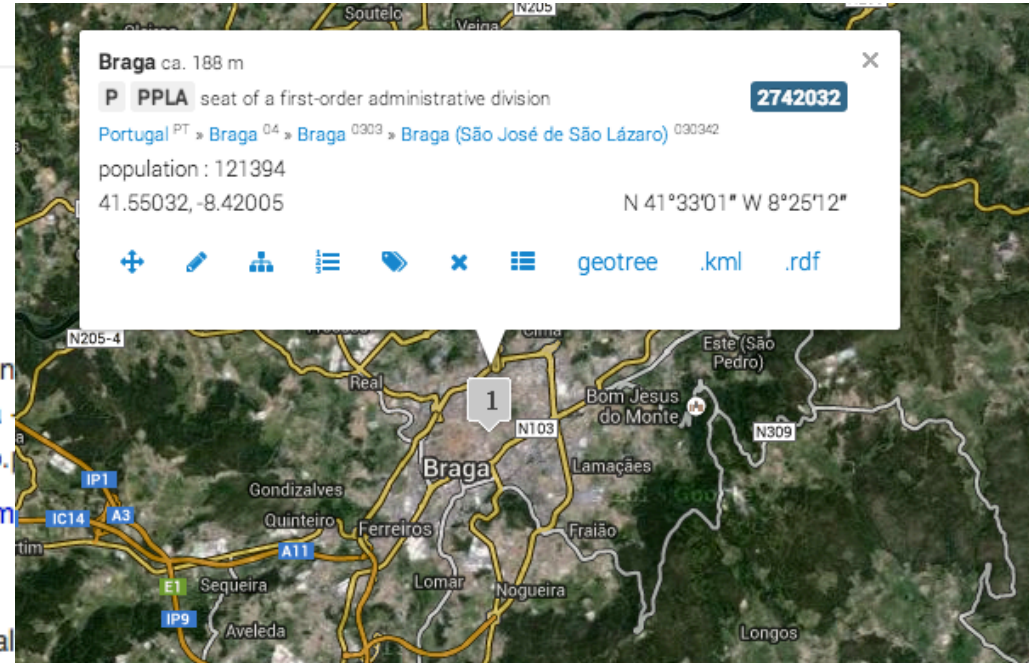 Soutelo
N205
Veiga
Braga ca. 188 m
P PPLA seat of a first-order administrative division 2742032
Portugal PT » Braga 04 » Braga 0303 » Braga (São José de São Lázaro) 030342
population : 121394
41.55032, -8.42005 N 41°33'01" W 8°25'12"
geotree .kml .rdf
N205-4
Cima
Este (São
Pedro)
Real
1
Bom Jesus
do Monte
N103
N309
Braga
Lamaçães
IP1
Gondizalves
IC14
A3
Quinteiro
Ferreiros
Fraião
A11
E1
Sequeira
Lomar
Nogueira
IP9
Aveleda
Longos